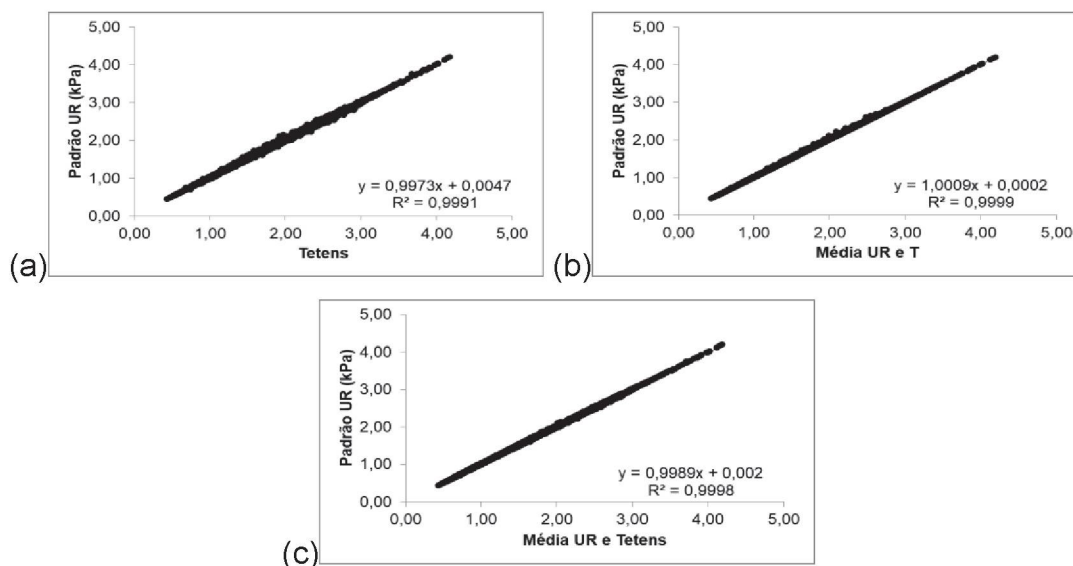 5,00
4,00
3,00
2,00
1,00
0,00
Padrão UR (kPa)
y = 0,9973x + 0,0047
R² = 0,9991
0,00 1,00 2,00 3,00 4,00 5,00
Tetens
(a)
5,00
4,00
3,00
2,00
1,00
0,00
Padrão UR (kPa)
y = 1,0009x + 0,0002
R² = 0,9999
0,00 1,00 2,00 3,00 4,00 5,00
Média UR e T
(b)
5,00
4,00
3,00
2,00
1,00
0,00
Padrão UR (kPa)
y = 0,9989x + 0,002
R² = 0,9998
0,00 1,00 2,00 3,00 4,00 5,00
Média UR e Tetens
(c)